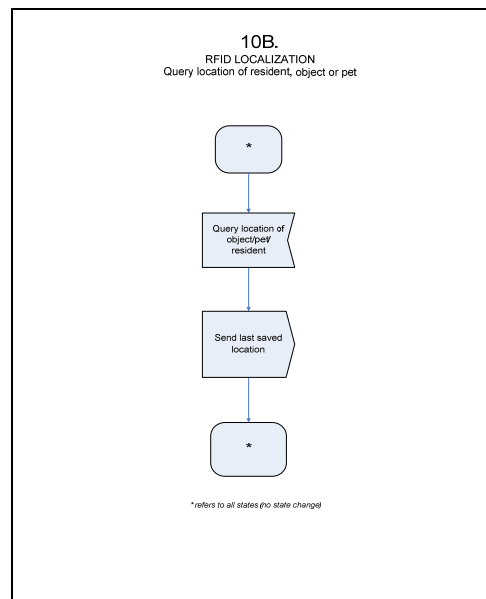 10B.
RFID LOCALIZATION
Query location of resident, object or pet
*
Query location of
object/pet/
resident
Send last saved
location
*
* refers to all states (no state change)